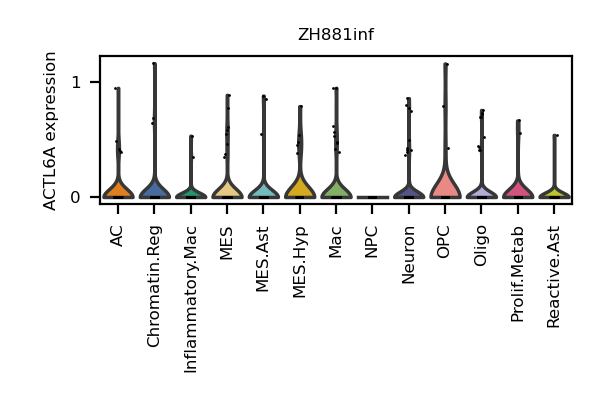 ZH881inf
ACTL6A expression
1
0
AC
Chromatin.Reg
Inflammatory.Mac
MES
MES.Ast
MES.Hyp
Mac
NPC
Neuron
OPC
Oligo
Prolif.Metab
Reactive.Ast